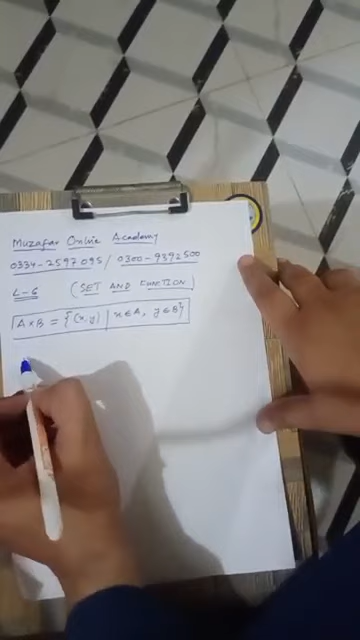 Muzafar Online Academy
0334-2597095 / 0300-9392500
L-6 (SET AND FUNCTION)
A×B = {(x,y) | x∈A, y∈B}